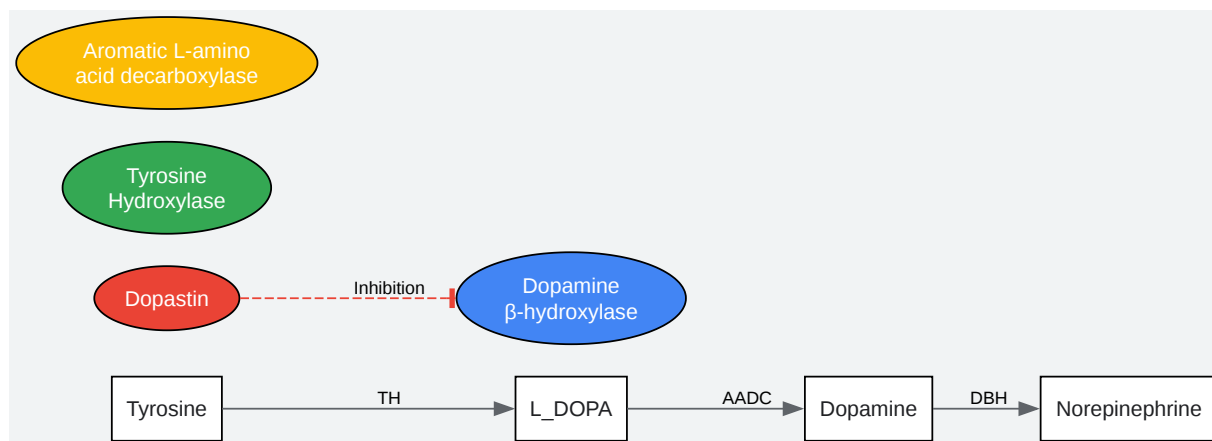 Aromatic L-amino
acid decarboxylase
Tyrosine
Hydroxylase
Dopastin
Inhibition
Dopamine
β-hydroxylase
Tyrosine
TH
L_DOPA
AADC
Dopamine
DBH
Norepinephrine